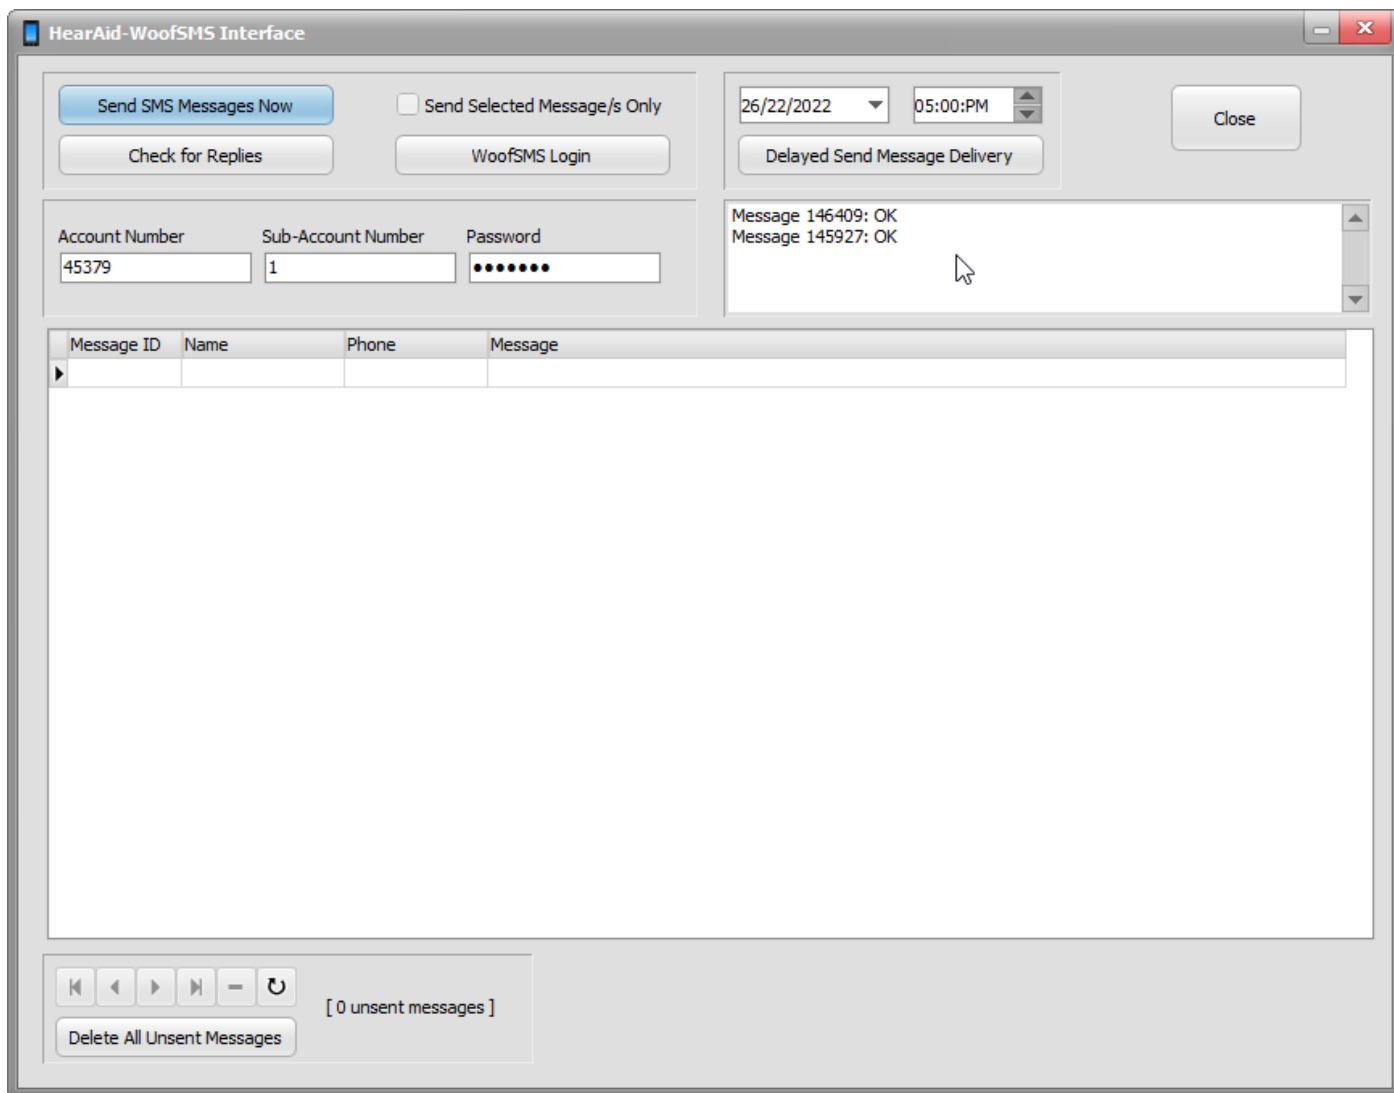 HearAid-WoofSMS Interface
Send SMS Messages Now
Send Selected Message/s Only
Check for Replies
WoofSMS Login
26/22/2022
05:00:PM
Delayed Send Message Delivery
Close
Account Number
Sub-Account Number
Password
45379
1
•••••••
Message 146409: OK
Message 145927: OK
Message ID
Name
Phone
Message
[ 0 unsent messages ]
Delete All Unsent Messages